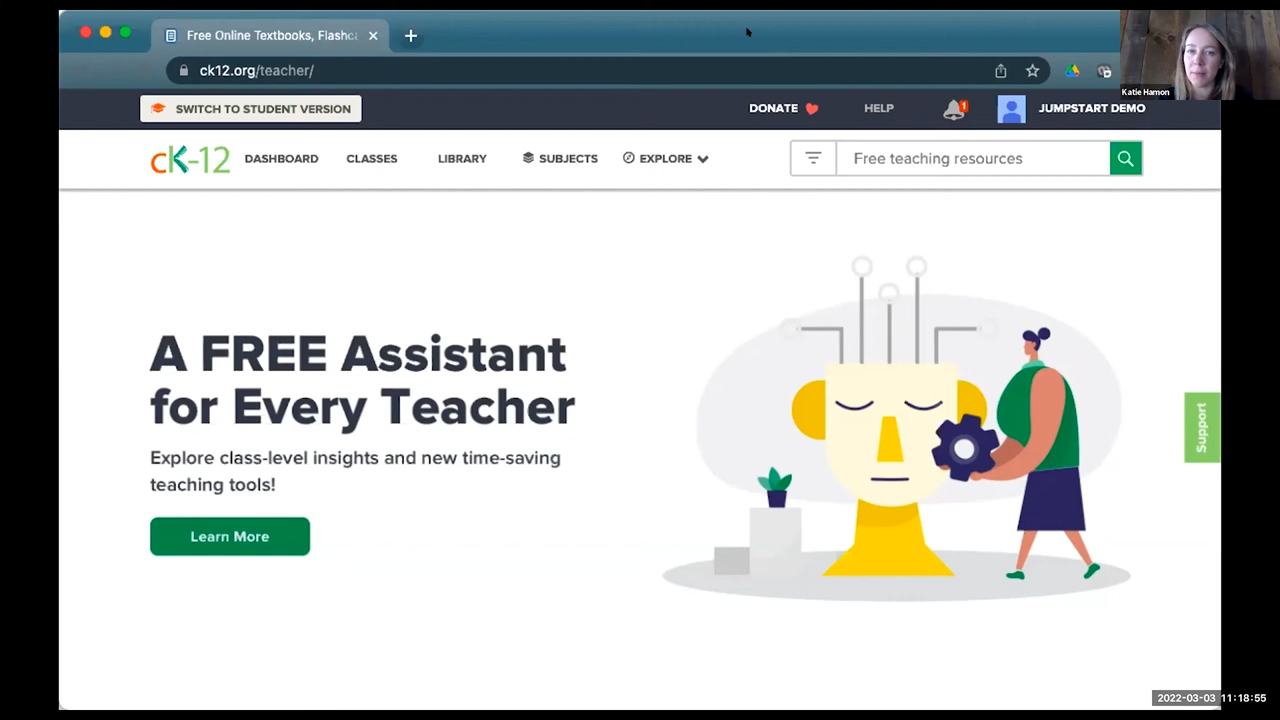 Free Online Textbooks, Flashca
ck12.org/teacher/
Katie Hamon
SWITCH TO STUDENT VERSION
DONATE
HELP
1
JUMPSTART DEMO
cK-12
DASHBOARD
CLASSES
LIBRARY
SUBJECTS
EXPLORE
Free teaching resources
A FREE Assistant
for Every Teacher
Explore class-level insights and new time-saving
teaching tools!
Learn More
Support
2022-03-03 11:18:55